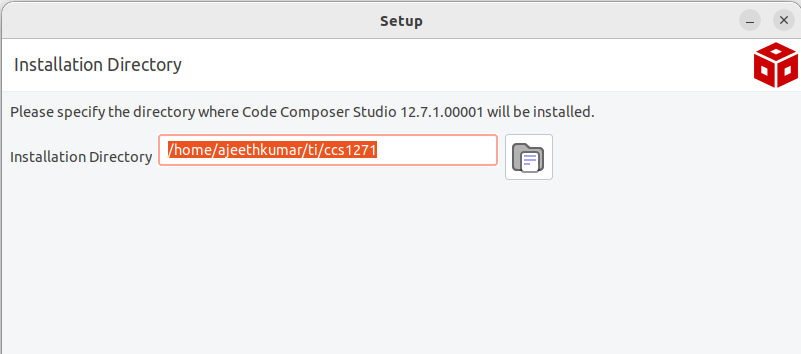 Setup
Installation Directory
Please specify the directory where Code Composer Studio 12.7.1.00001 will be installed.
Installation Directory /home/ajeethkumar/ti/ccs1271